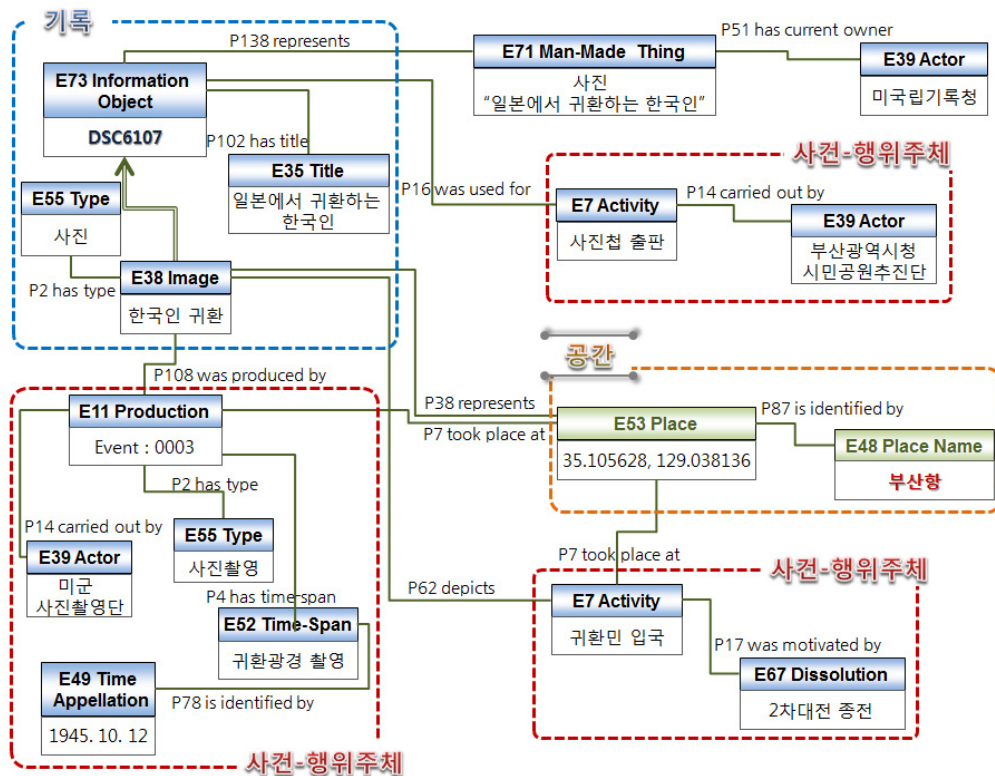 기록
P138 represents
E73 Information
Object
DSC6107
P102 has title
E35 Title
일본에서 귀환하는
한국인
E55 Type
사진
P2 has type
E38 Image
한국인 귀환
E71 Man-Made Thing
사진
“일본에서 귀환하는 한국인”
P51 has current owner
E39 Actor
미국립기록청
사건-행위주체
P16 was used for
E7 Activity
사진첩 출판
P14 carried out by
E39 Actor
부산광역시청
시민공원추진단
P108 was produced by
E11 Production
Event : 0003
P2 has type
E55 Type
사진촬영
P14 carried out by
E39 Actor
미군
사진촬영단
P4 has time-span
E52 Time-Span
귀환광경 촬영
E49 Time
Appellation
1945. 10. 12
P78 is identified by
사건-행위주체
공간
P38 represents
P7 took place at
E53 Place
35.105628, 129.038136
P87 is identified by
E48 Place Name
부산항
P7 took place at
사건-행위주체
P62 depicts
E7 Activity
귀환민 입국
P17 was motivated by
E67 Dissolution
2차대전 종전